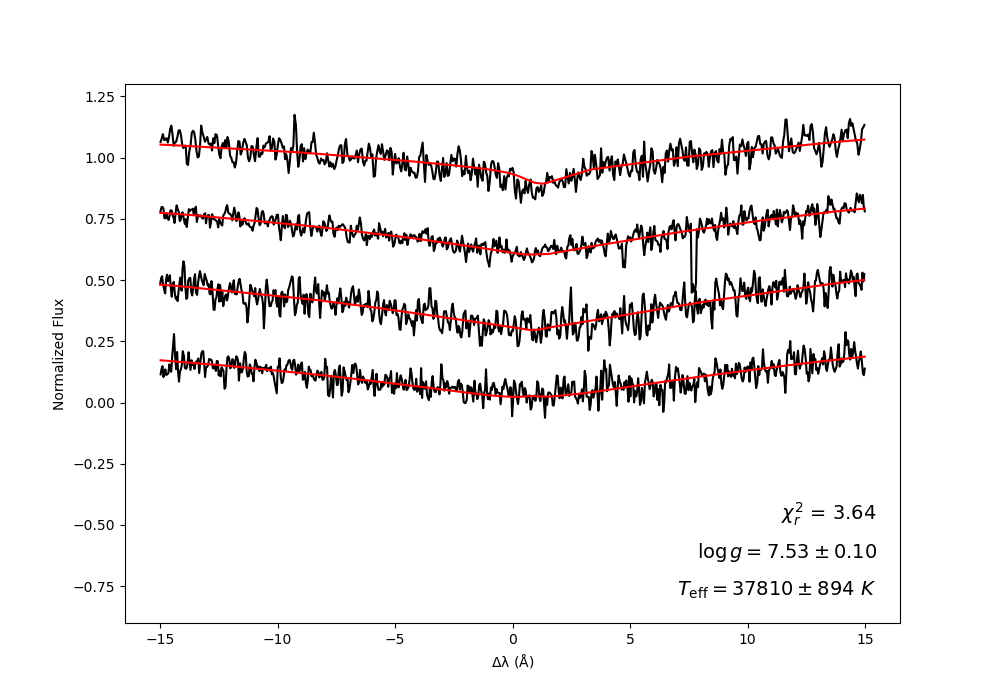 1.25
1.00
0.75
0.50
0.25
0.00
−0.25
−0.50
−0.75
Normalized Flux
χ²ᵣ = 3.64
log g = 7.53 ± 0.10
T_eff = 37810 ± 894 K
−15 −10 −5 0 5 10 15
Δλ (Å)